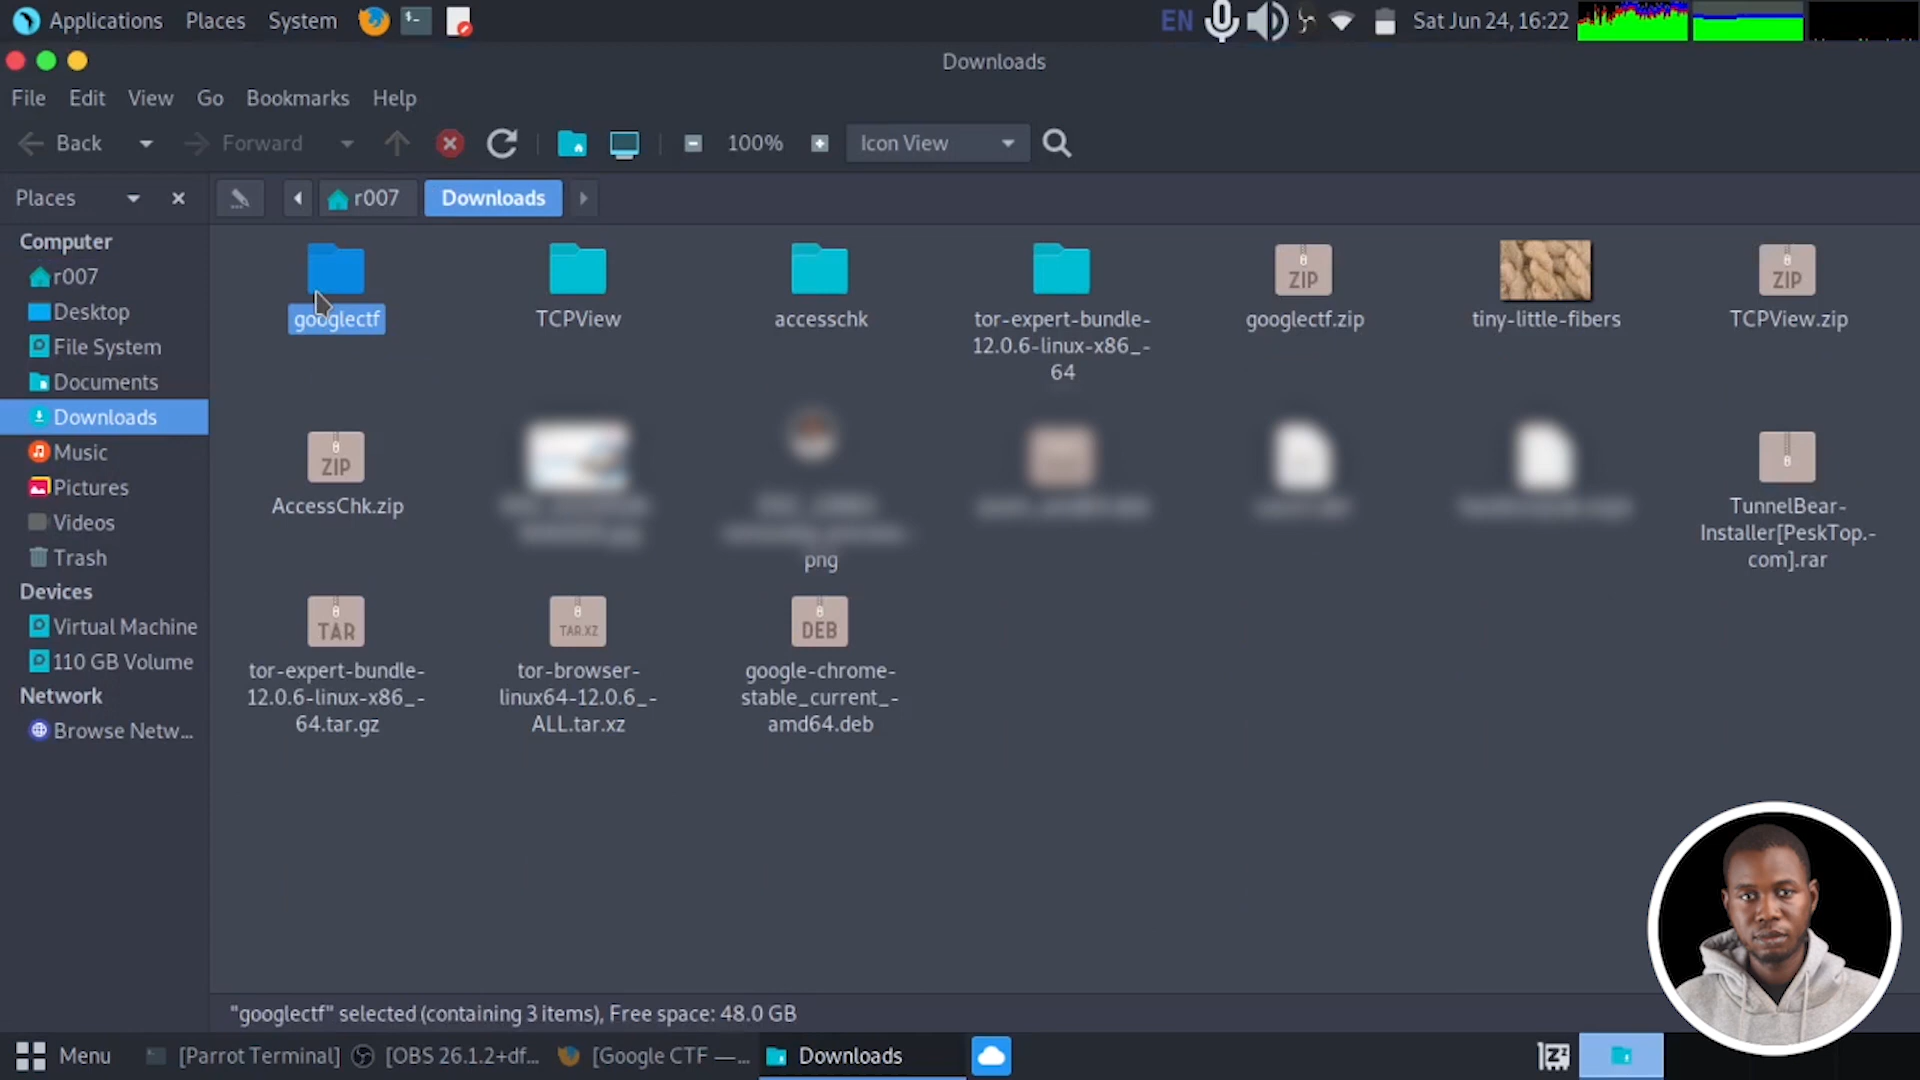 Applications Places System EN Sat Jun 24, 16:22
Downloads
File Edit View Go Bookmarks Help
Back Forward 100% Icon View
Places r007 Downloads
Computer
r007
Desktop
File System
Documents
Downloads
Music
Pictures
Videos
Trash
Devices
Virtual Machine
110 GB Volume
Network
Browse Netw...
googlectf
TCPView
accesschk
tor-expert-bundle-
12.0.6-linux-x86_-
64
ZIP
googlectf.zip
tiny-little-fibers
ZIP
TCPView.zip
ZIP
AccessChk.zip
png
TunnelBear-
Installer[PeskTop.-
com].rar
TAR
tor-expert-bundle-
12.0.6-linux-x86_-
64.tar.gz
TAR.XZ
tor-browser-
linux64-12.0.6_-
ALL.tar.xz
DEB
google-chrome-
stable_current_-
amd64.deb
"googlectf" selected (containing 3 items), Free space: 48.0 GB
Menu [Parrot Terminal] [OBS 26.1.2+df... [Google CTF —... Downloads